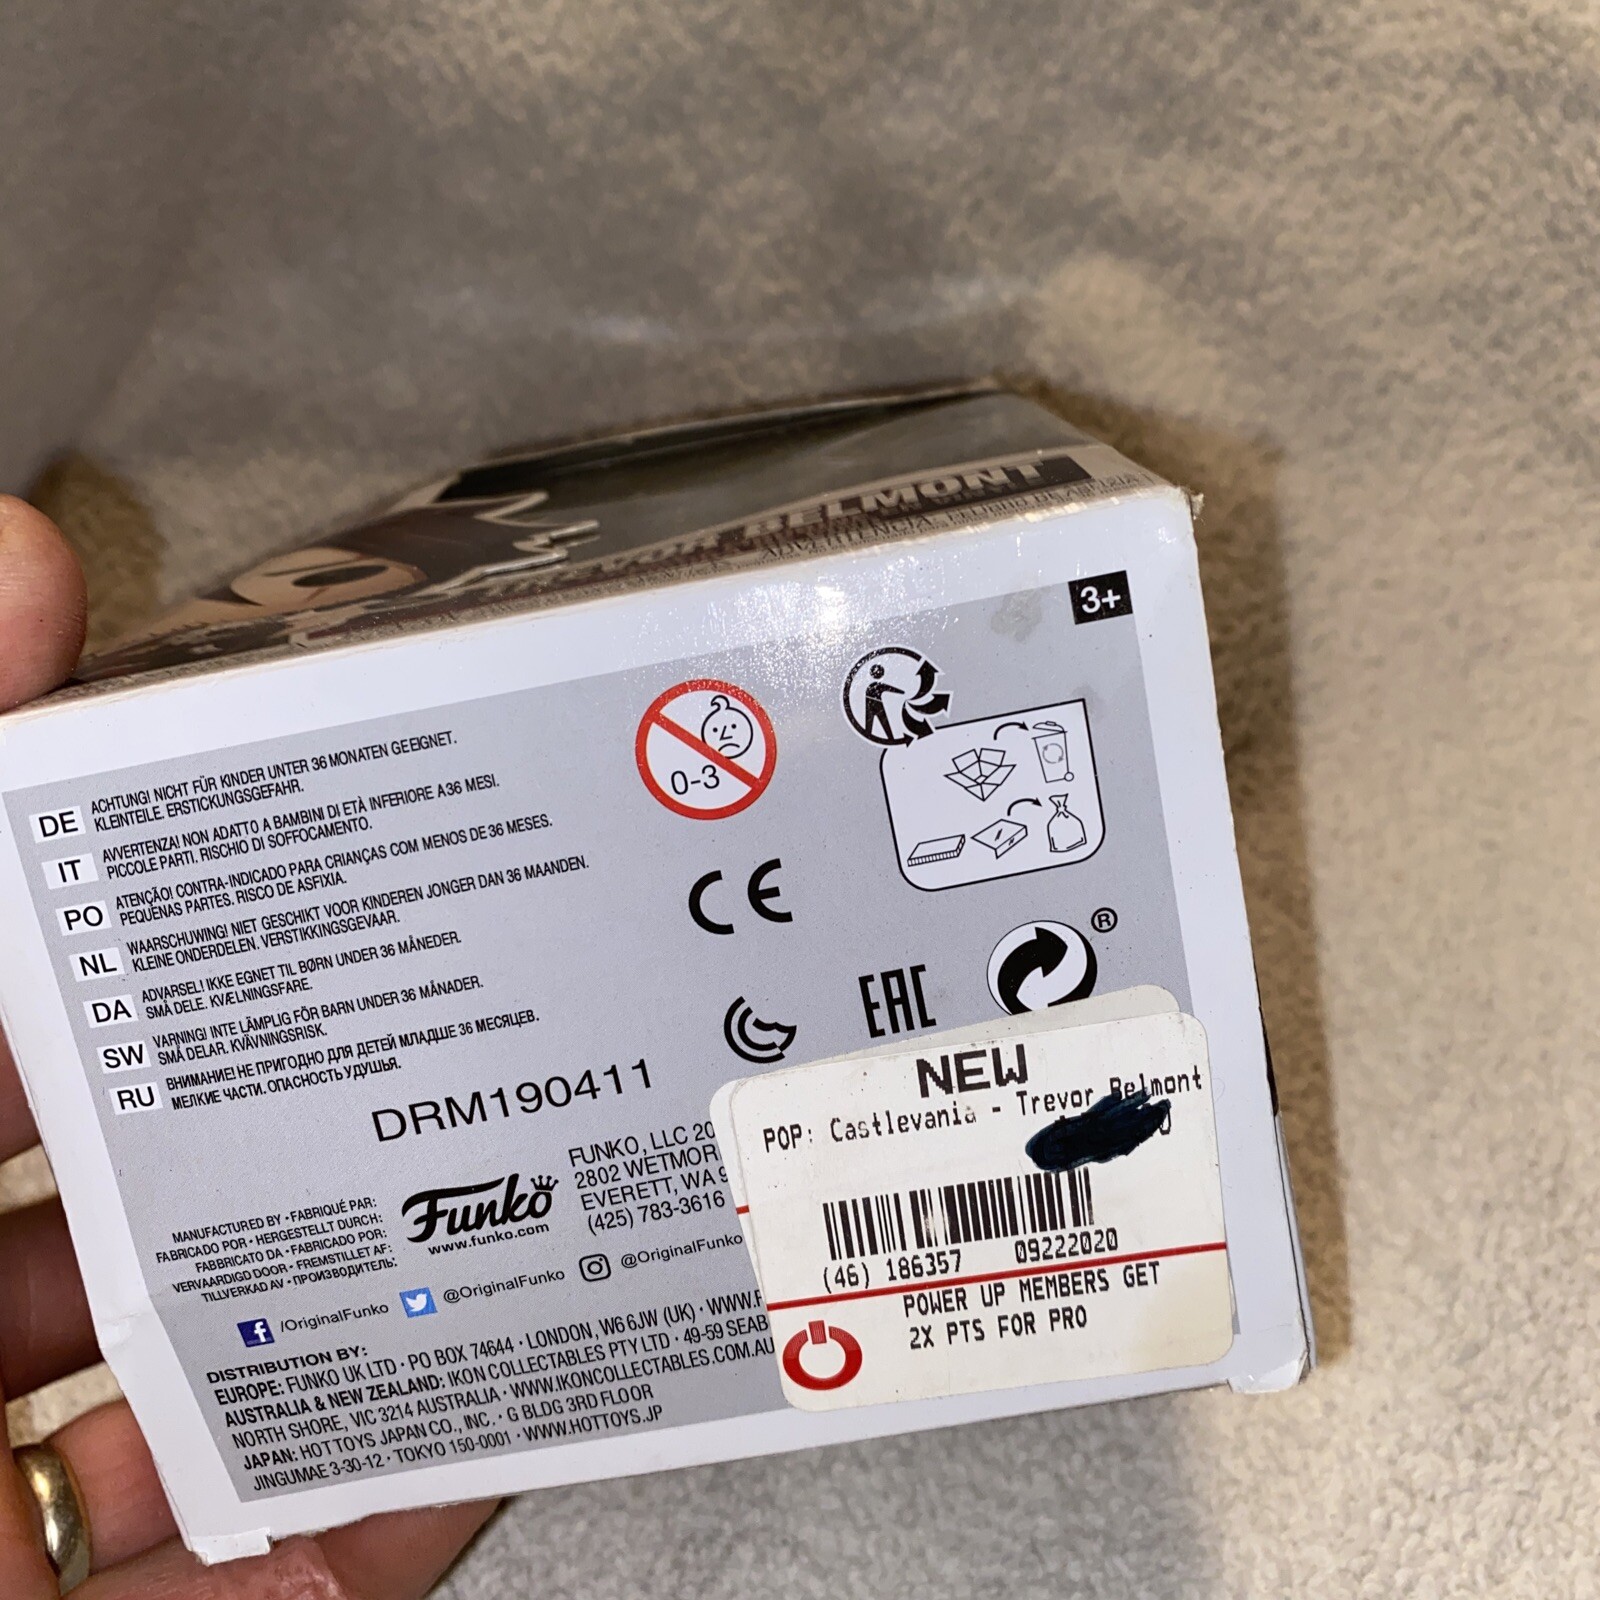 BELMONT
3+
0-3
DE ACHTUNG! NICHT FÜR KINDER UNTER 36 MONATEN GEEIGNET.
KLEINTEILE. ERSTICKUNGSGEFAHR.
IT AVVERTENZA! NON ADATTO A BAMBINI DI ETÀ INFERIORE A 36 MESI.
PICCOLE PARTI. RISCHIO DI SOFFOCAMENTO.
PO ATENÇÃO! CONTRA-INDICADO PARA CRIANÇAS COM MENOS DE 36 MESES.
PEQUENAS PARTES. RISCO DE ASFIXIA.
NL WAARSCHUWING! NIET GESCHIKT VOOR KINDEREN JONGER DAN 36 MAANDEN.
KLEINE ONDERDELEN. VERSTIKKINGSGEVAAR.
DA ADVARSEL! IKKE EGNET TIL BØRN UNDER 36 MÅNEDER.
SMÅ DELE. KVÆLNINGSFARE.
SW VARNING! INTE LÄMPLIG FÖR BARN UNDER 36 MÅNADER.
SMÅ DELAR. KVÄVNINGSRISK.
RU ВНИМАНИЕ! НЕ ПРИГОДНО ДЛЯ ДЕТЕЙ МЛАДШЕ 36 МЕСЯЦЕВ.
МЕЛКИЕ ЧАСТИ. ОПАСНОСТЬ УДУШЬЯ.
CE
EAC
®
DRM190411
MANUFACTURED BY • FABRIQUÉ PAR:
FABRICADO POR • HERGESTELLT DURCH:
FABBRICATO DA • FABRICADO POR:
VERVAARDIGD DOOR • FREMSTILLET AF:
TILLVERKAD AV • ПРОИЗВОДИТЕЛЬ:
Funko
www.funko.com
FUNKO, LLC 20
2802 WETMOR
EVERETT, WA 9
(425) 783-3616
/OriginalFunko @OriginalFunko @OriginalFunko
DISTRIBUTION BY:
EUROPE: FUNKO UK LTD • PO BOX 74644 • LONDON, W6 6JW (UK) • WWW.F
AUSTRALIA & NEW ZEALAND: IKON COLLECTABLES PTY LTD • 49-59 SEAB
NORTH SHORE, VIC 3214 AUSTRALIA • WWW.IKONCOLLECTABLES.COM.AU
JAPAN: HOT TOYS JAPAN CO., INC. • G BLDG 3RD FLOOR
JINGUMAE 3-30-12 • TOKYO 150-0001 • WWW.HOTTOYS.JP
NEW
POP: Castlevania - Trevor Belmont
(46) 186357 09222020
POWER UP MEMBERS GET
2X PTS FOR PRO